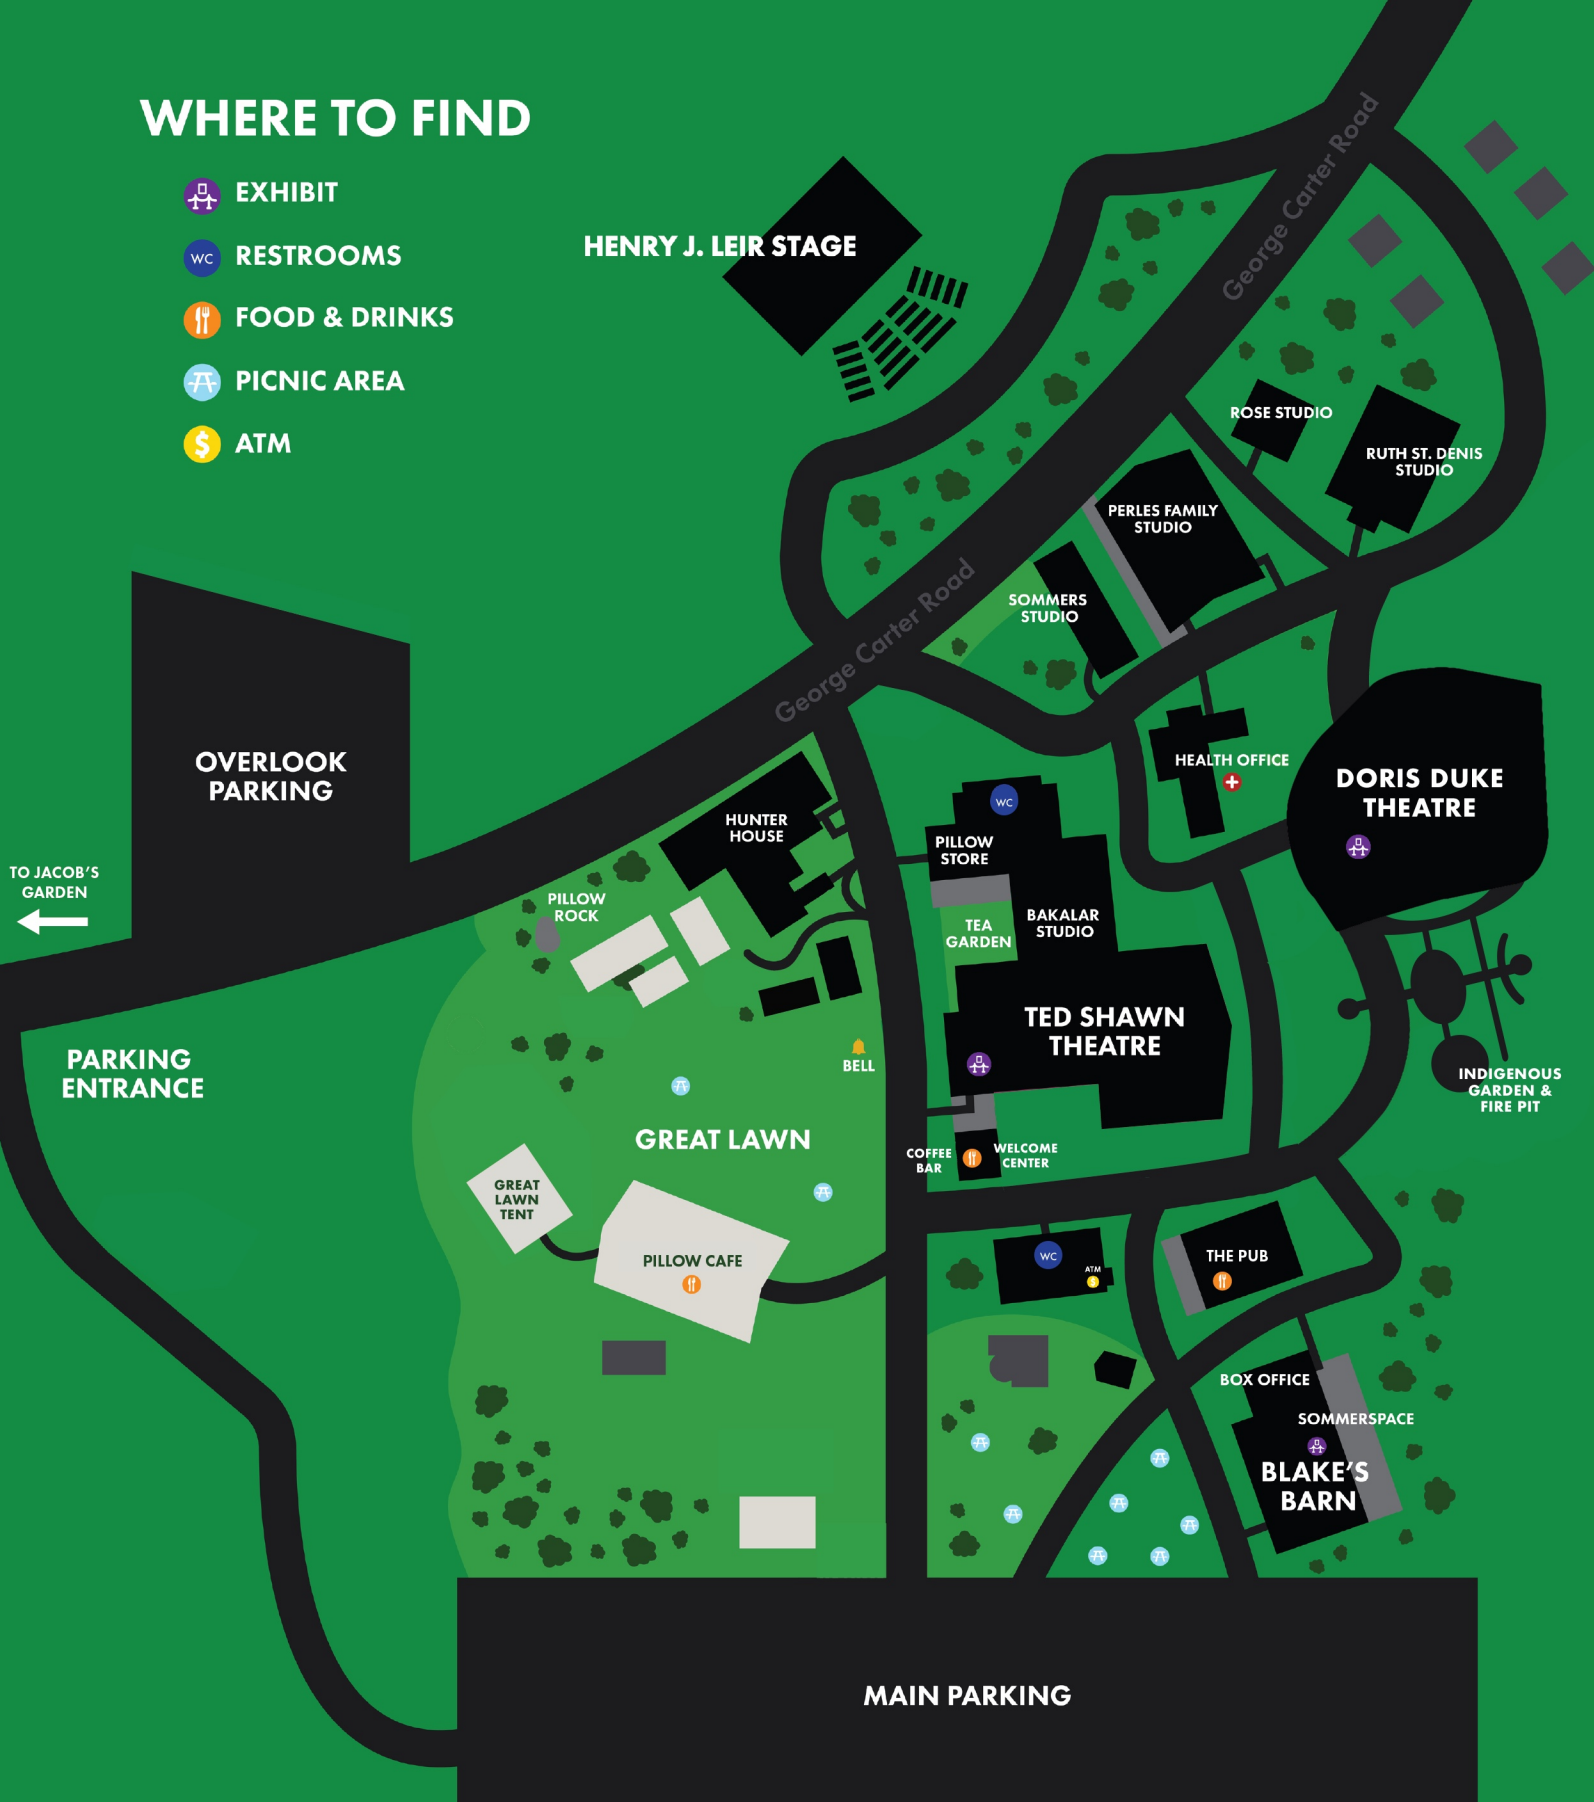 WHERE TO FIND
EXHIBIT
WC
RESTROOMS
FOOD & DRINKS
PICNIC AREA
$
ATM
HENRY J. LEIR STAGE
George Carter Road
ROSE STUDIO
RUTH ST. DENIS
STUDIO
PERLES FAMILY
STUDIO
SOMMERS
STUDIO
George Carter Road
OVERLOOK
PARKING
HEALTH OFFICE
DORIS DUKE
THEATRE
WC
HUNTER
HOUSE
PILLOW
STORE
TO JACOB'S
GARDEN
PILLOW
ROCK
TEA
GARDEN
BAKALAR
STUDIO
TED SHAWN
THEATRE
PARKING
ENTRANCE
BELL
INDIGENOUS
GARDEN &
FIRE PIT
GREAT LAWN
COFFEE
BAR
WELCOME
CENTER
GREAT
LAWN
TENT
PILLOW CAFE
WC
ATM
$
THE PUB
BOX OFFICE
SOMMERSPACE
BLAKE'S
BARN
MAIN PARKING